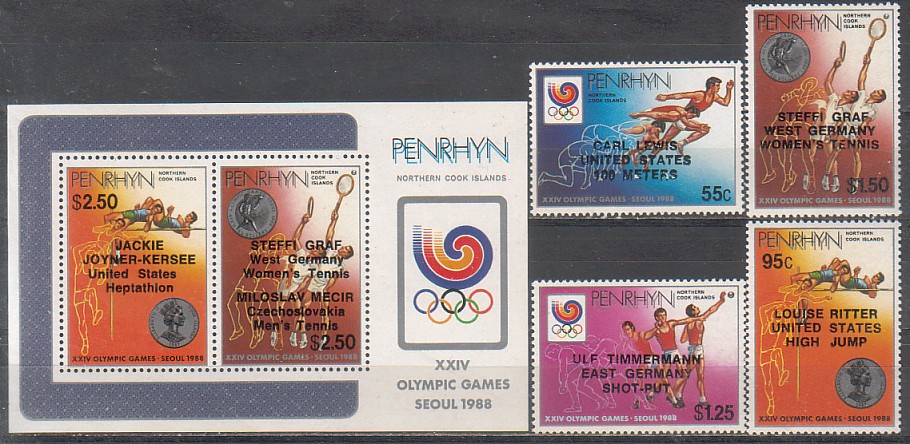 PENRHYN
NORTHERN
COOK ISLANDS
$2.50
JACKIE
JOYNER-KERSEE
United States
Heptathlon
XXIV OLYMPIC GAMES · SEOUL 1988
PENRHYN
NORTHERN
COOK ISLANDS
STEFFI GRAF
West Germany
Women's Tennis
MILOSLAV MECIR
Czechoslovakia
Men's Tennis
$2.50
XXIV OLYMPIC GAMES · SEOUL 1988
PENRHYN
NORTHERN COOK ISLANDS
XXIV
OLYMPIC GAMES
SEOUL 1988
PENRHYN
NORTHERN
COOK ISLANDS
CARL LEWIS
UNITED STATES
100 METERS
55c
XXIV OLYMPIC GAMES · SEOUL 1988
PENRHYN
NORTHERN
COOK ISLANDS
STEFFI GRAF
WEST GERMANY
WOMEN'S TENNIS
$1.50
XXIV OLYMPIC GAMES · SEOUL 1988
PENRHYN
NORTHERN
COOK ISLANDS
ULF TIMMERMANN
EAST GERMANY
SHOT-PUT
$1.25
XXIV OLYMPIC GAMES · SEOUL 1988
PENRHYN
95c
NORTHERN
COOK ISLANDS
LOUISE RITTER
UNITED STATES
HIGH JUMP
XXIV OLYMPIC GAMES · SEOUL 1988